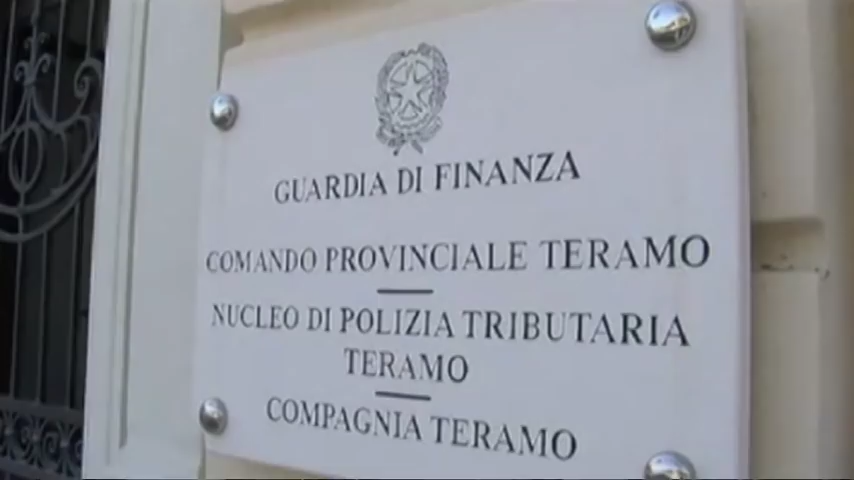 GUARDIA DI FINANZA
COMANDO PROVINCIALE TERAMO
NUCLEO DI POLIZIA TRIBUTARIA
TERAMO
COMPAGNIA TERAMO